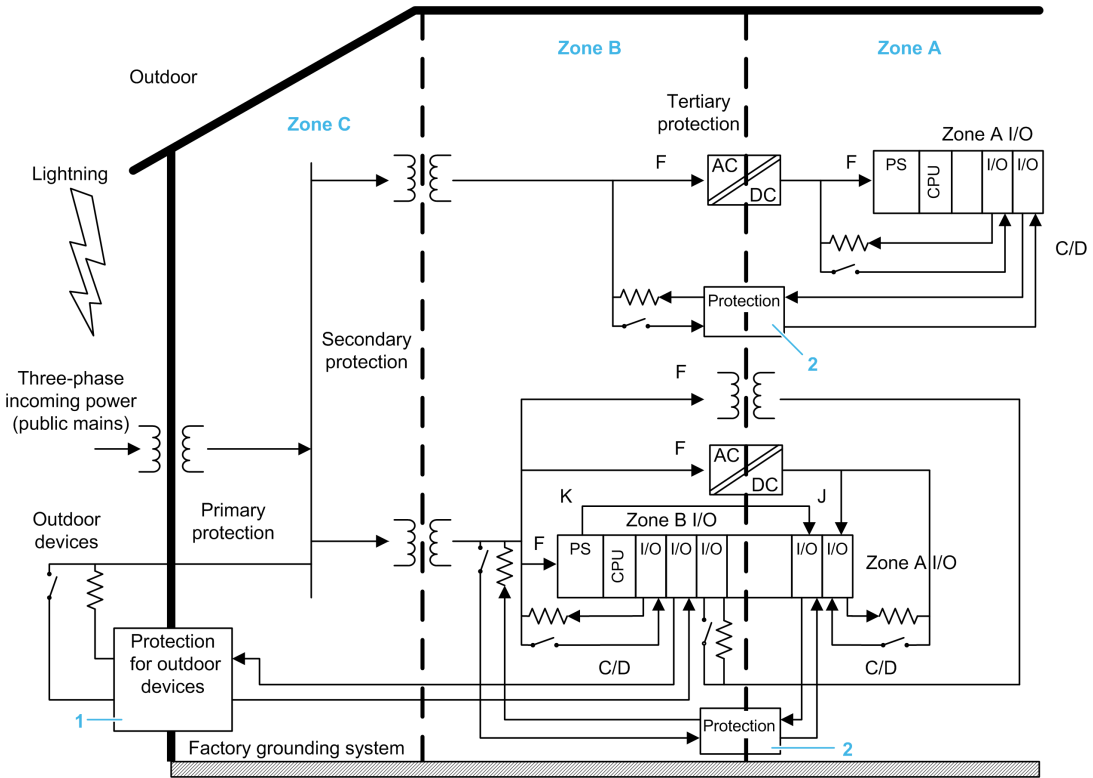 Zone B
Zone A
Outdoor
Zone C
Tertiary
protection
Zone A I/O
Lightning
F
AC
DC
F
PS
CPU
I/O
I/O
C/D
Protection
2
Secondary
protection
Three-phase
incoming power
(public mains)
F
F
AC
DC
K
J
Primary
protection
Outdoor
devices
Zone B I/O
F
PS
CPU
I/O
I/O
I/O
I/O
I/O
Zone A I/O
Protection
for outdoor
devices
C/D
C/D
1
Protection
2
Factory grounding system